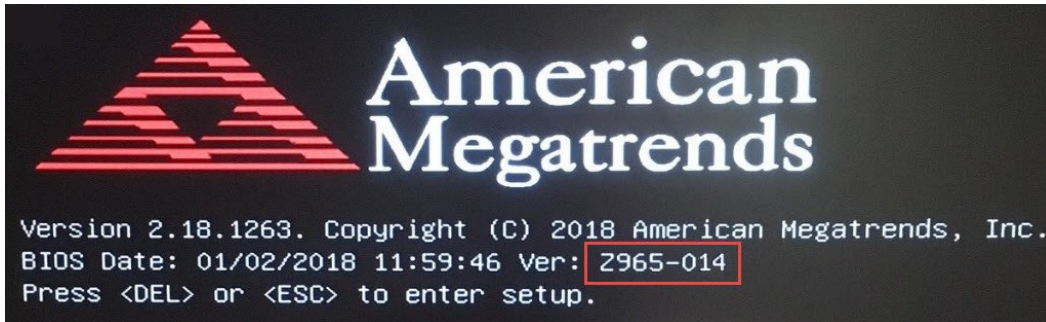 American
Megatrends
Version 2.18.1263. Copyright (C) 2018 American Megatrends, Inc.
BIOS Date: 01/02/2018 11:59:46 Ver: Z965-014
Press <DEL> or <ESC> to enter setup.